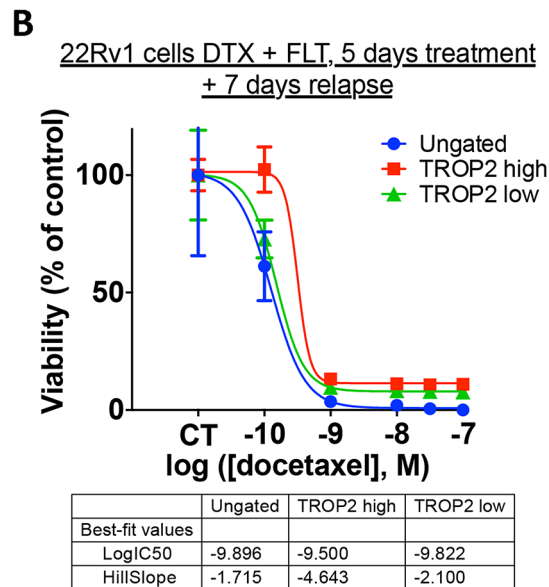 B
22Rv1 cells DTX + FLT, 5 days treatment
+ 7 days relapse
Ungated
TROP2 high
TROP2 low
Viability (% of control)
100
50
0
CT -10 -9 -8 -7
log ([docetaxel], M)
Ungated TROP2 high TROP2 low
Best-fit values
LogIC50 -9.896 -9.500 -9.822
HillSlope -1.715 -4.643 -2.100